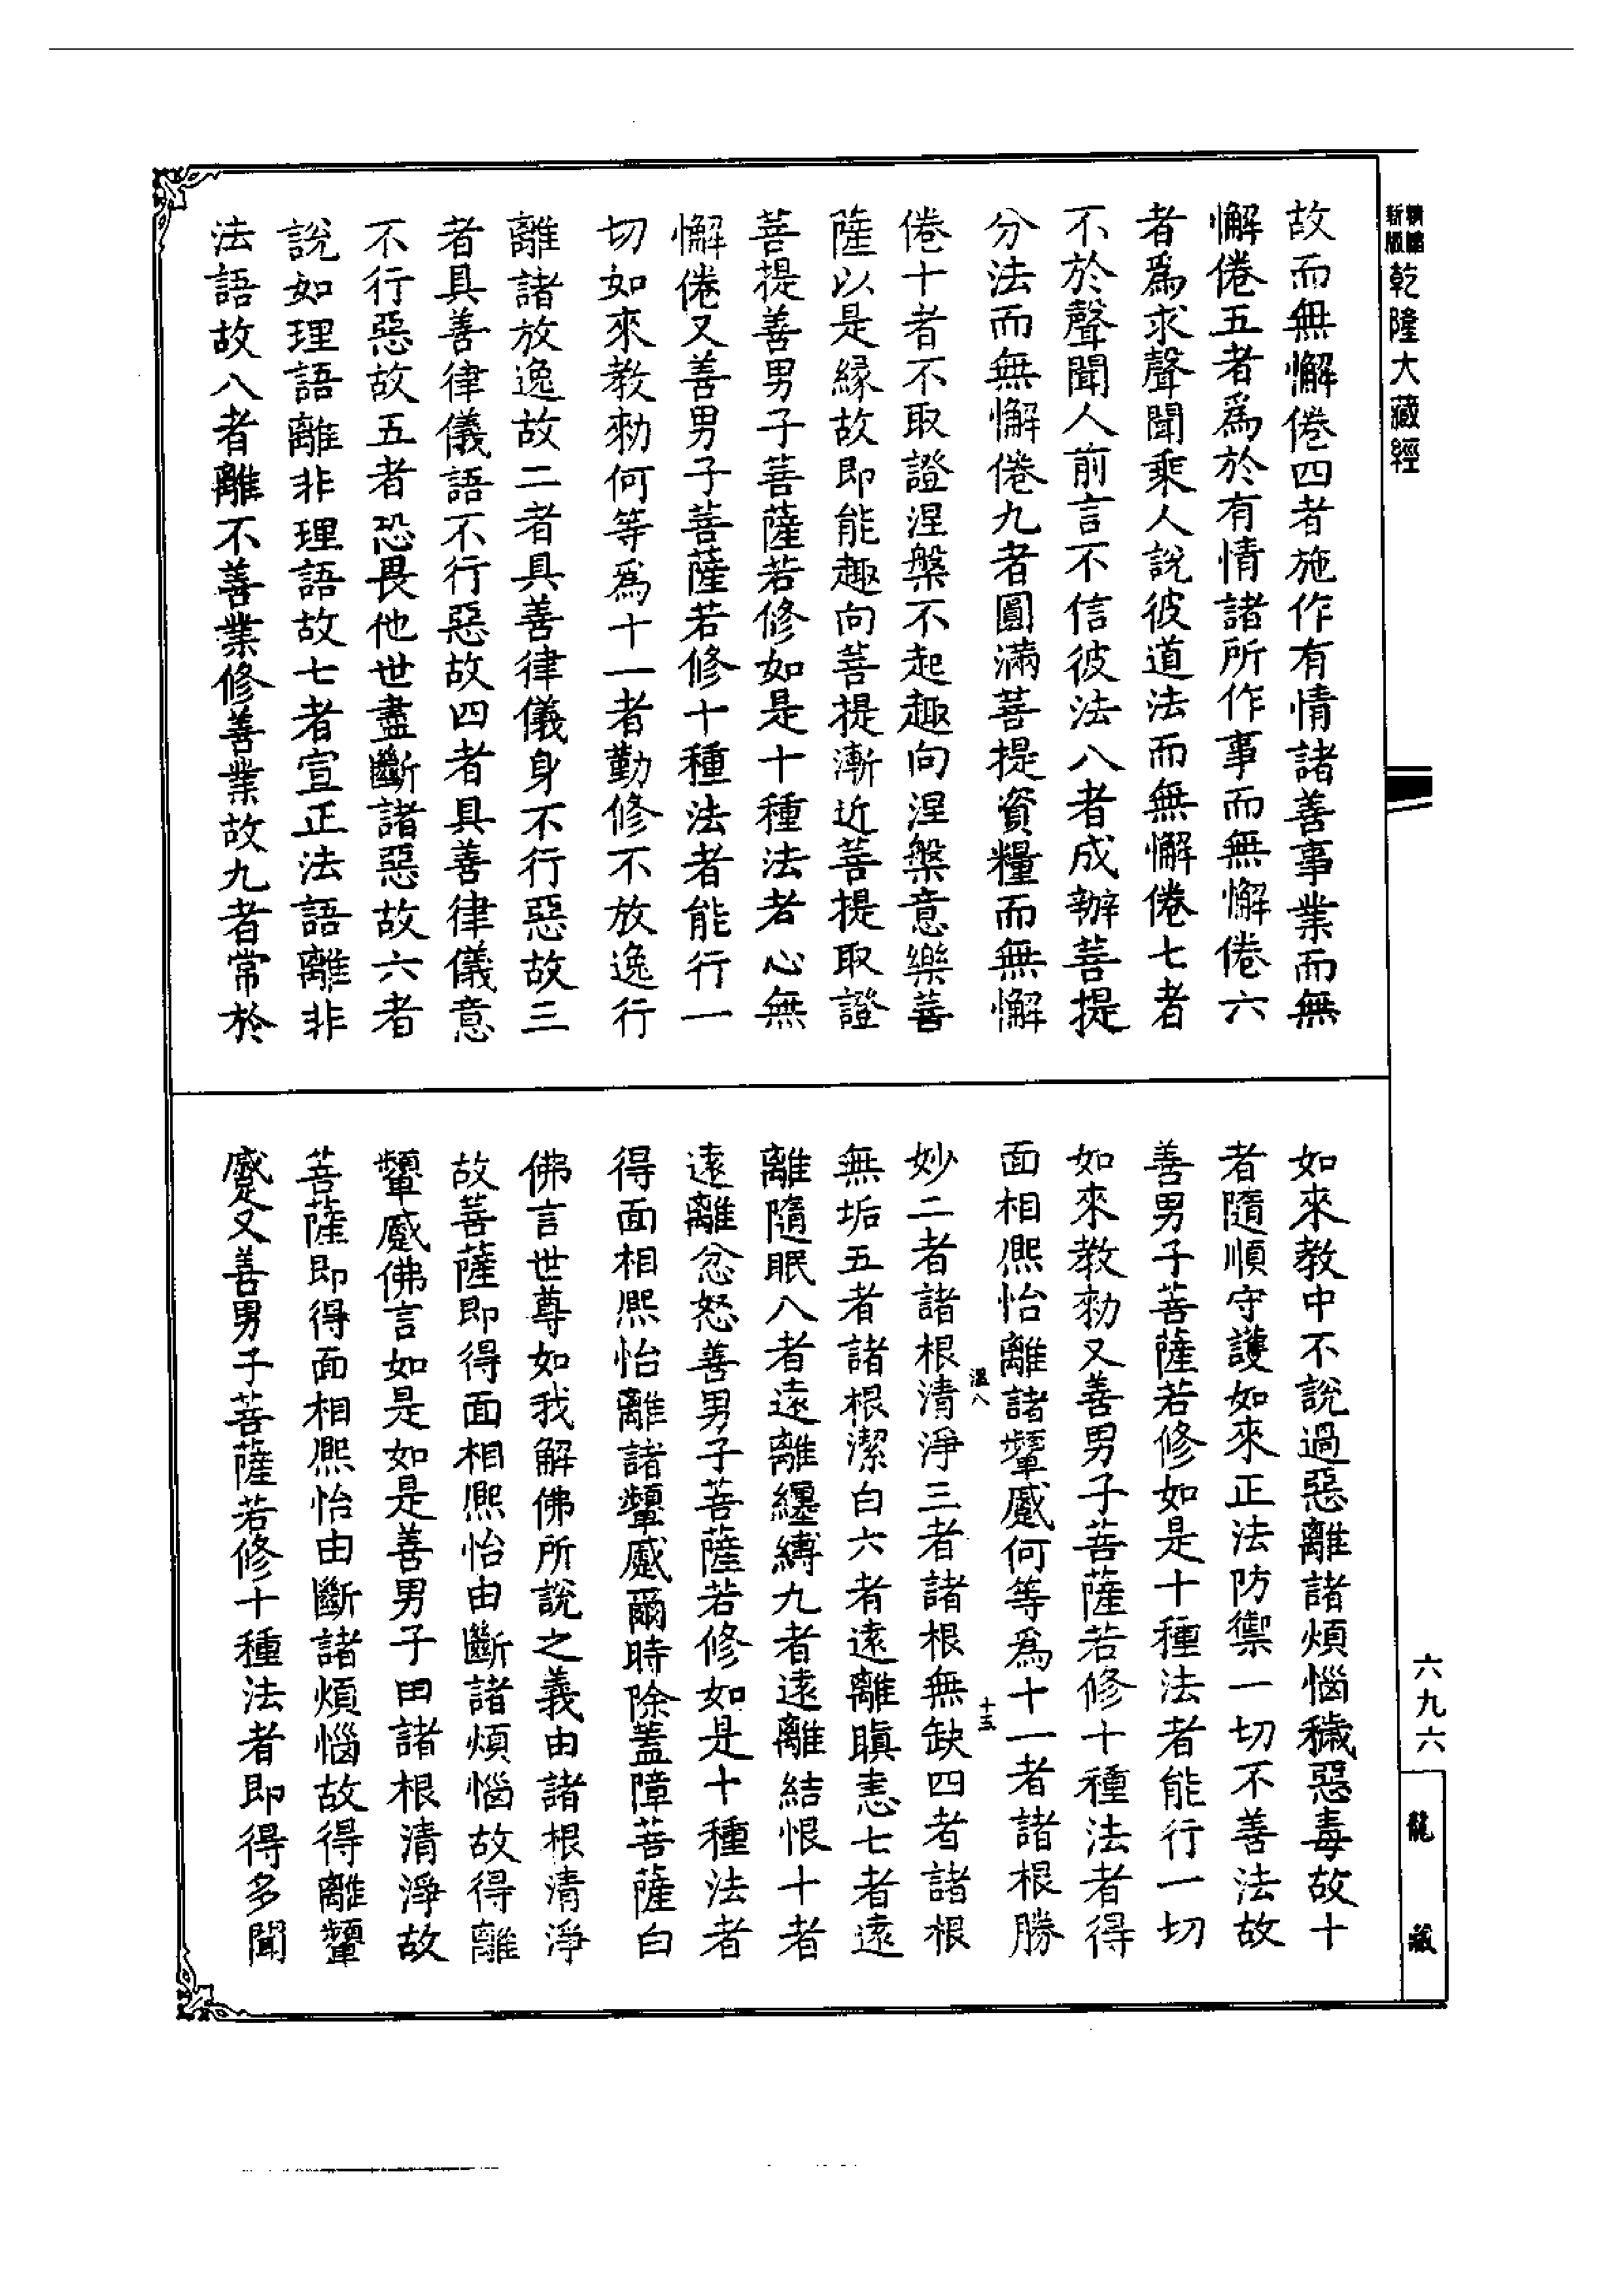 新版
精縮
乾隆大藏經
故而無懈倦四者施作有情諸善事業而無
懈倦五者爲於有情諸所作事而無懈倦六
者爲求聲聞乘人說彼道法而無懈倦七者
不於聲聞人前言不信彼法八者成辦菩提
分法而無懈倦九者圓滿菩提資糧而無懈
倦十者不取證涅槃不起趣向涅槃意樂菩
薩以是緣故即能趣向菩提漸近菩提取證
菩提善男子菩薩若修如是十種法者心無
懈倦又善男子菩薩若修十種法者能行一
切如來教勑何等爲十一者勤修不放逸行
離諸放逸故二者具善律儀身不行惡故三
者具善律儀語不行惡故四者具善律儀意
不行惡故五者恐畏他世盡斷諸惡故六者
說如理語離非理語故七者宣正法語離非
法語故八者離不善業修善業故九者常於
如來教中不說過惡離諸煩惱穢惡毒故十
者隨順守護如來正法防禦一切不善法故
善男子菩薩若修如是十種法者能行一切
如來教勑又善男子菩薩若修十種法者得
面相熈怡離諸顰蹙何等爲十一者諸根勝
溫八
十五
妙二者諸根清淨三者諸根無缺四者諸根
無垢五者諸根潔白六者遠離瞋恚七者遠
離隨眠八者遠離纏縛九者遠離結恨十者
遠離忿怒善男子菩薩若修如是十種法者
得面相熈怡離諸顰蹙爾時除蓋障菩薩白
佛言世尊如我解佛所說之義由諸根清淨
故菩薩即得面相熈怡由斷諸煩惱故得離
顰蹙佛言如是如是善男子由諸根清淨故
菩薩即得面相熈怡由斷諸煩惱故得離顰
蹙又善男子菩薩若修十種法者即得多聞
六九六
龍藏